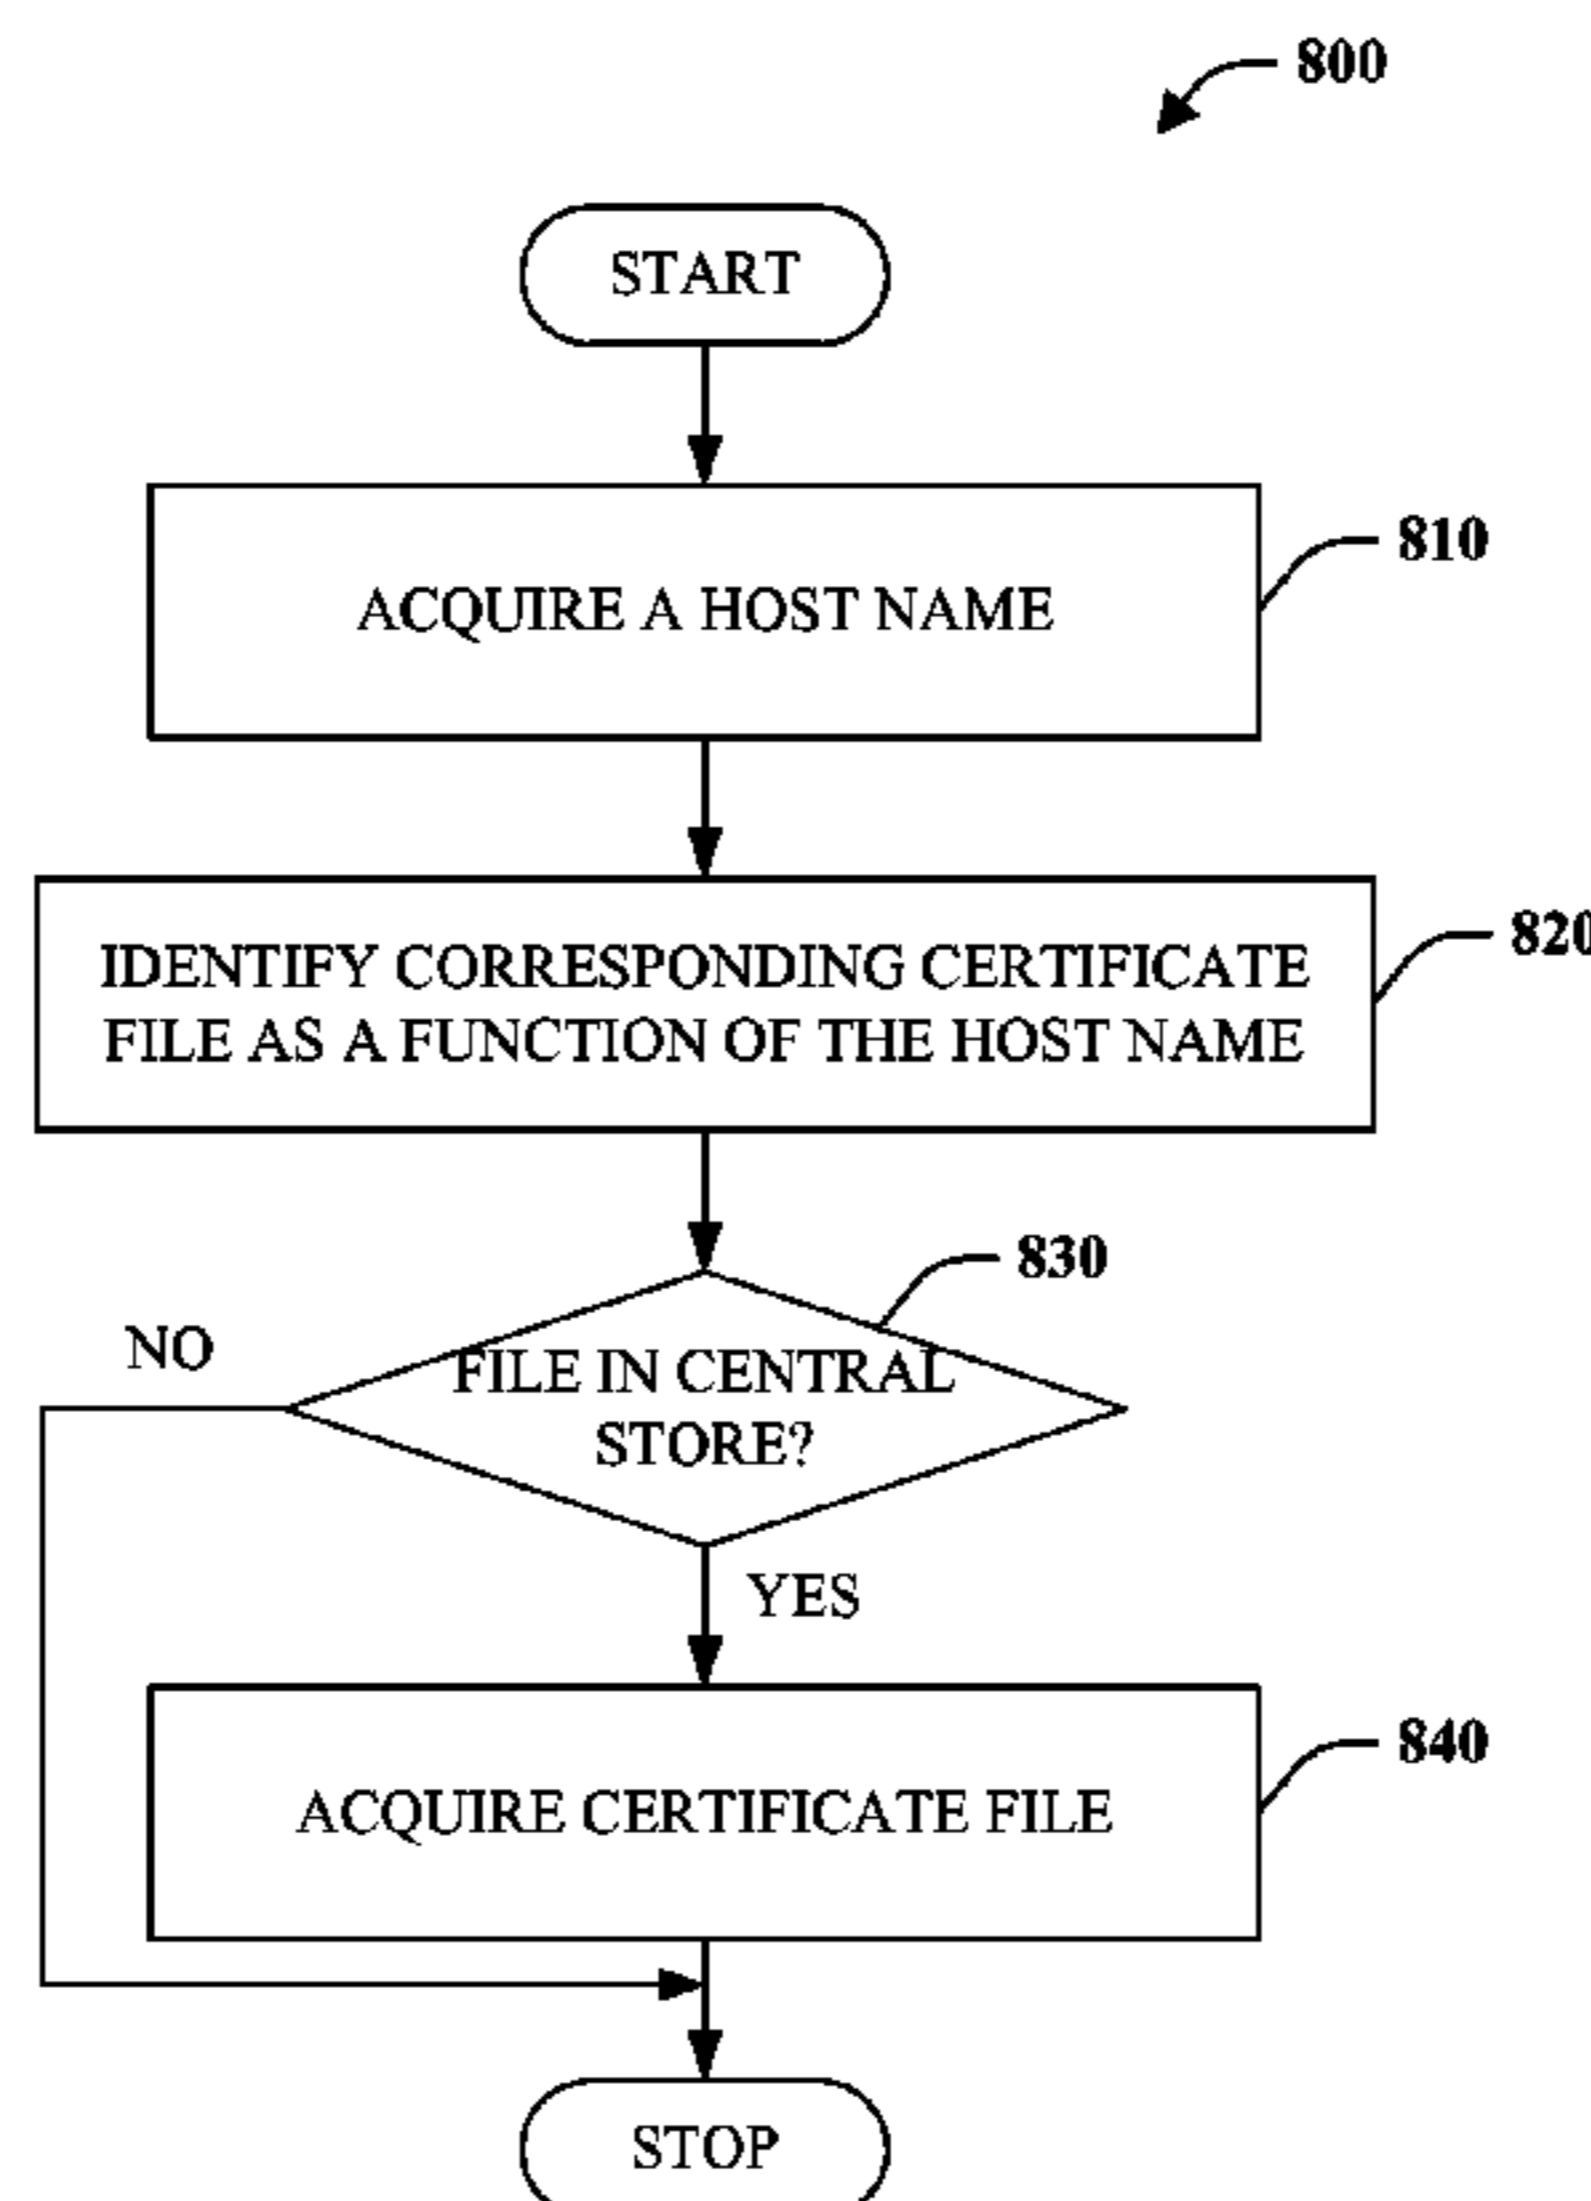 800
START
810
ACQUIRE A HOST NAME
820
IDENTIFY CORRESPONDING CERTIFICATE
FILE AS A FUNCTION OF THE HOST NAME
830
NO
FILE IN CENTRAL
STORE?
YES
840
ACQUIRE CERTIFICATE FILE
STOP